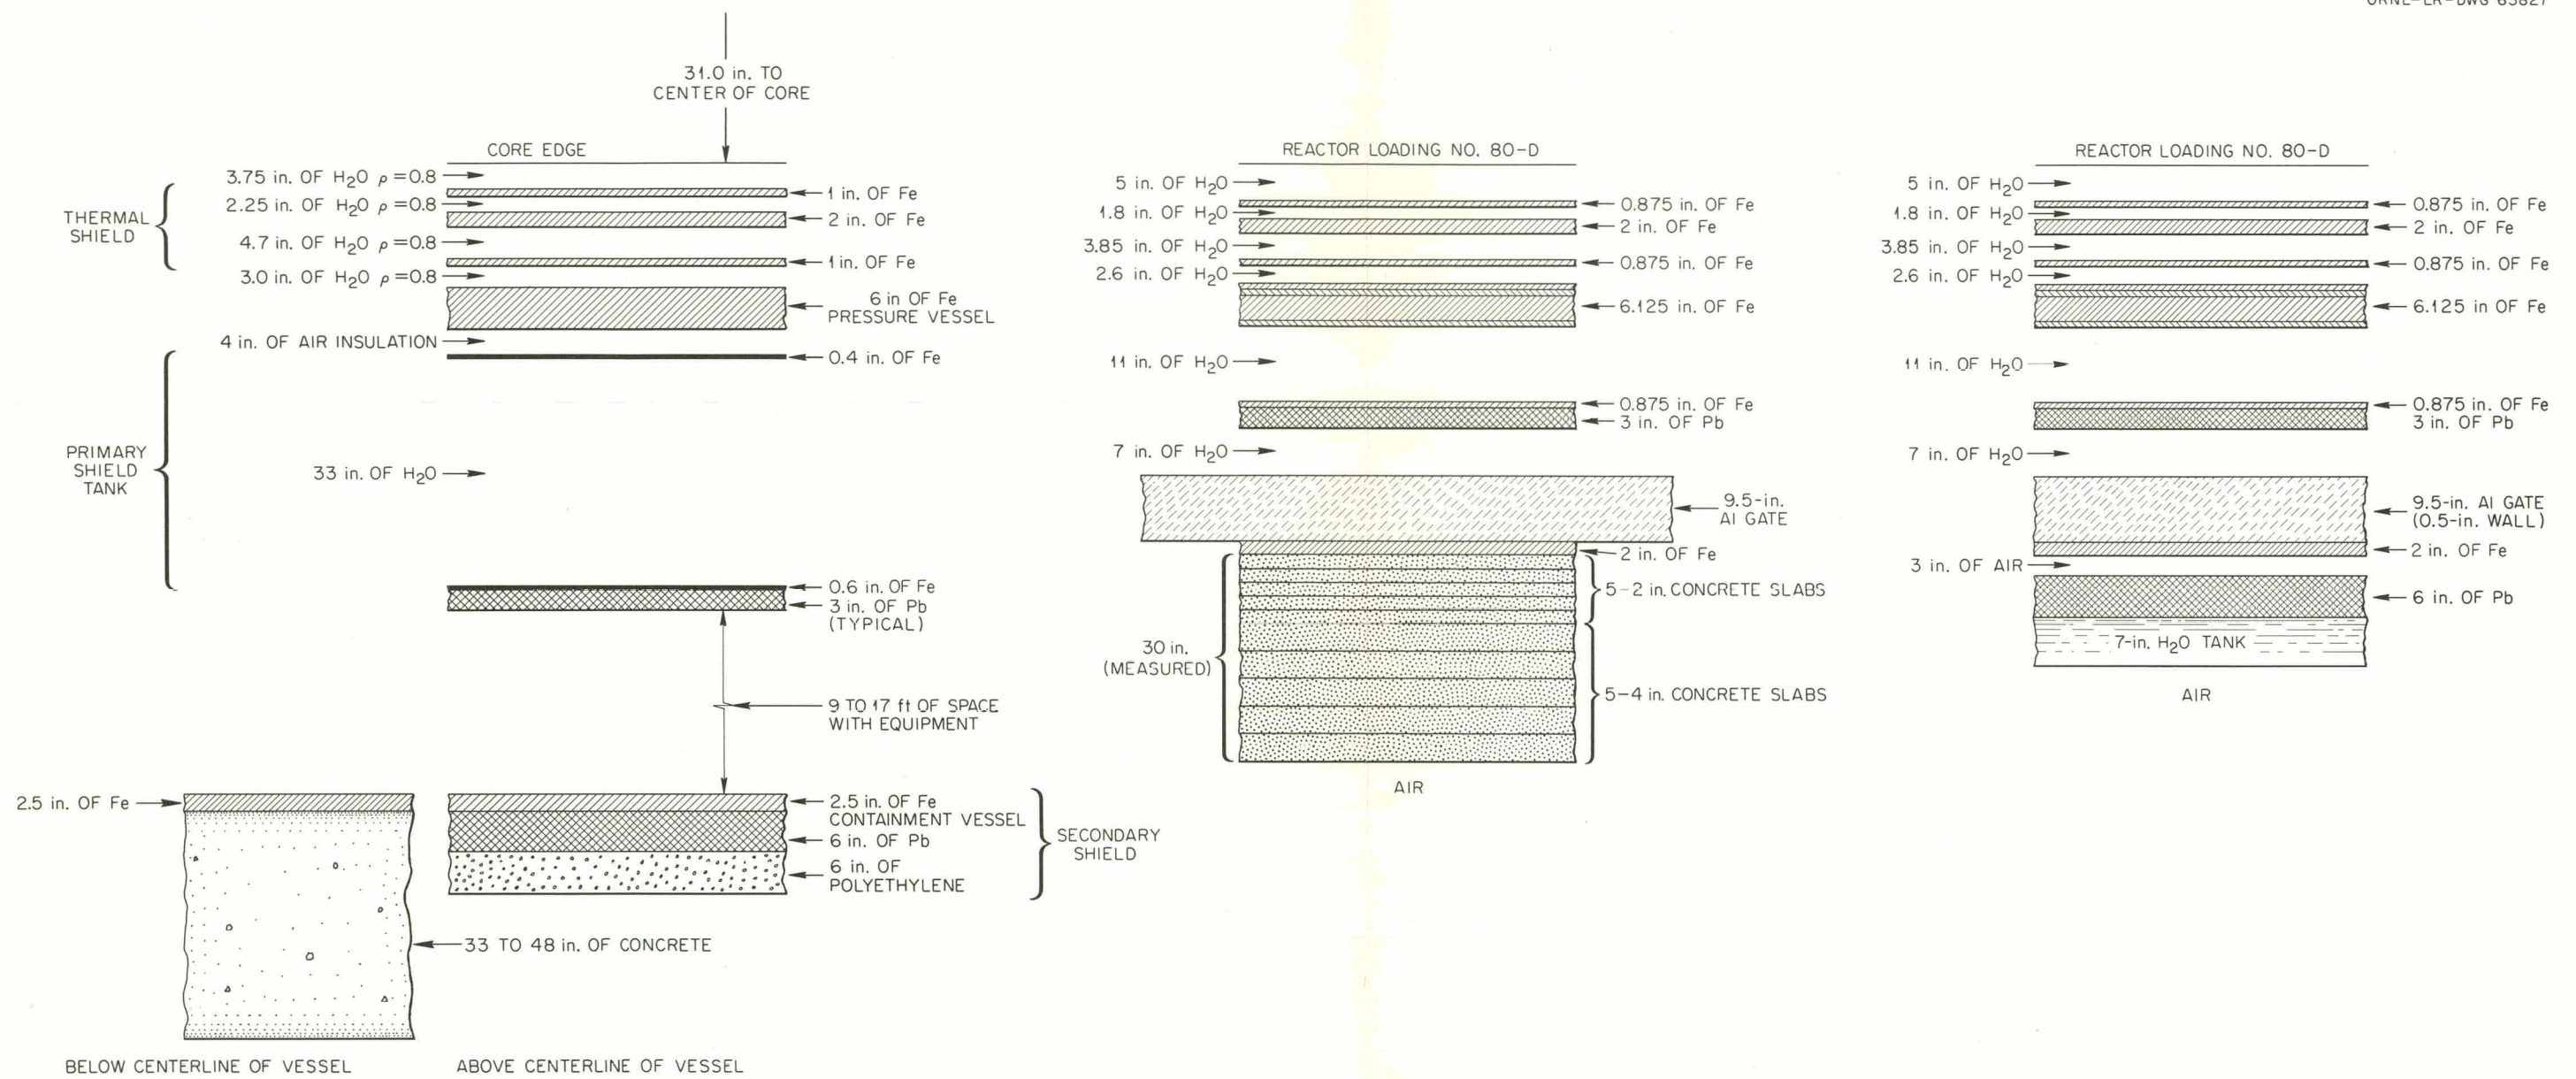 ORNL-LR-DWG 63827
31.0 in. TO
CENTER OF CORE
CORE EDGE
3.75 in. OF H2O ρ=0.8
1 in. OF Fe
THERMAL
SHIELD
2.25 in. OF H2O ρ=0.8
2 in. OF Fe
4.7 in. OF H2O ρ=0.8
1 in. OF Fe
3.0 in. OF H2O ρ=0.8
6 in OF Fe
PRESSURE VESSEL
4 in. OF AIR INSULATION
0.4 in. OF Fe
PRIMARY
SHIELD
TANK
33 in. OF H2O
0.6 in. OF Fe
3 in. OF Pb
(TYPICAL)
9 TO 17 ft OF SPACE
WITH EQUIPMENT
2.5 in. OF Fe
2.5 in. OF Fe
CONTAINMENT VESSEL
6 in. OF Pb
6 in. OF
POLYETHYLENE
SECONDARY
SHIELD
33 TO 48 in. OF CONCRETE
BELOW CENTERLINE OF VESSEL
ABOVE CENTERLINE OF VESSEL
REACTOR LOADING NO. 80-D
5 in. OF H2O
0.875 in. OF Fe
1.8 in. OF H2O
2 in. OF Fe
3.85 in. OF H2O
0.875 in. OF Fe
2.6 in. OF H2O
6.125 in. OF Fe
11 in. OF H2O
0.875 in. OF Fe
3 in. OF Pb
7 in. OF H2O
9.5-in.
Al GATE
2 in. OF Fe
5-2 in. CONCRETE SLABS
30 in.
(MEASURED)
5-4 in. CONCRETE SLABS
AIR
REACTOR LOADING NO. 80-D
5 in. OF H2O
0.875 in. OF Fe
1.8 in. OF H2O
2 in. OF Fe
3.85 in. OF H2O
0.875 in. OF Fe
2.6 in. OF H2O
6.125 in OF Fe
11 in. OF H2O
0.875 in. OF Fe
3 in. OF Pb
7 in. OF H2O
9.5-in. Al GATE
(0.5-in. WALL)
2 in. OF Fe
3 in. OF AIR
6 in. OF Pb
7-in. H2O TANK
AIR